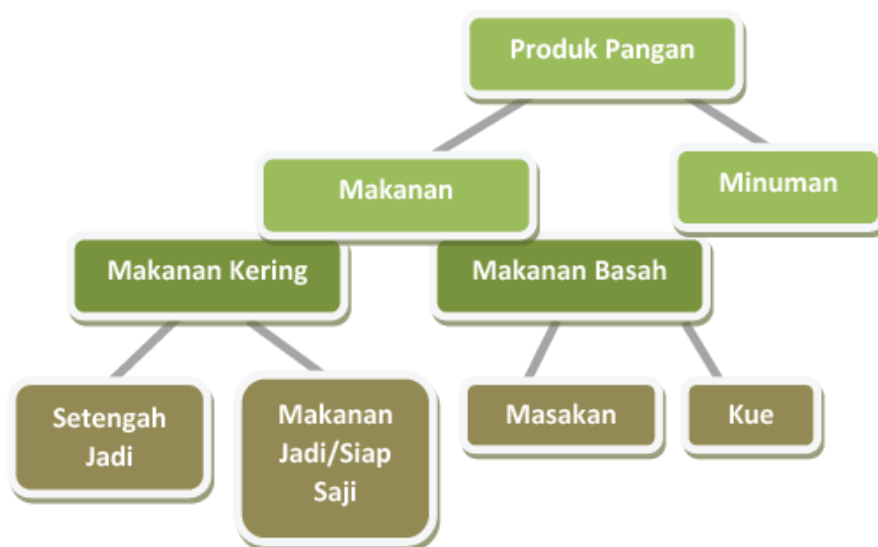 Produk Pangan
Makanan
Minuman
Makanan Kering
Makanan Basah
Setengah
Jadi
Makanan
Jadi/Siap
Saji
Masakan
Kue